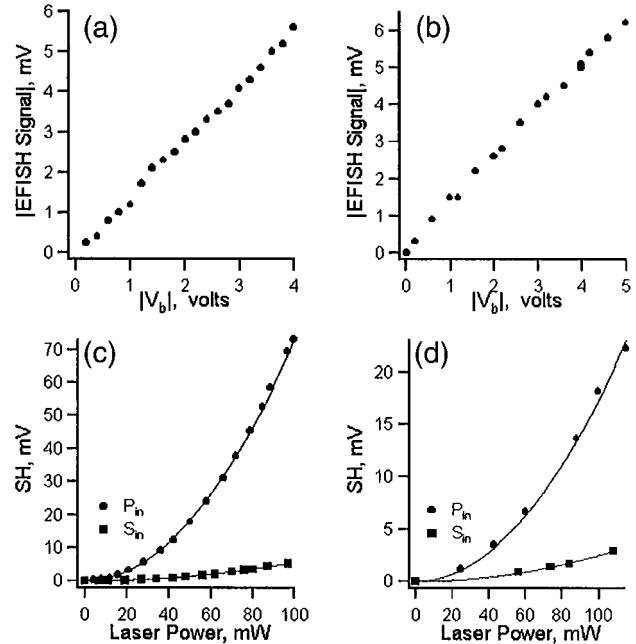 (a)
|EFISH Signal|, mV
6
5
4
3
2
1
0
0 1 2 3 4
|V_b|, volts
(b)
|EFISH Signal|, mV
6
5
4
3
2
1
0
0 1 2 3 4 5
|V_b|, volts
(c)
SH, mV
70
60
50
40
30
20
10
0
P_in
S_in
0 20 40 60 80 100
Laser Power, mW
(d)
SH, mV
20
15
10
5
0
P_in
S_in
0 20 40 60 80 100
Laser Power, mW